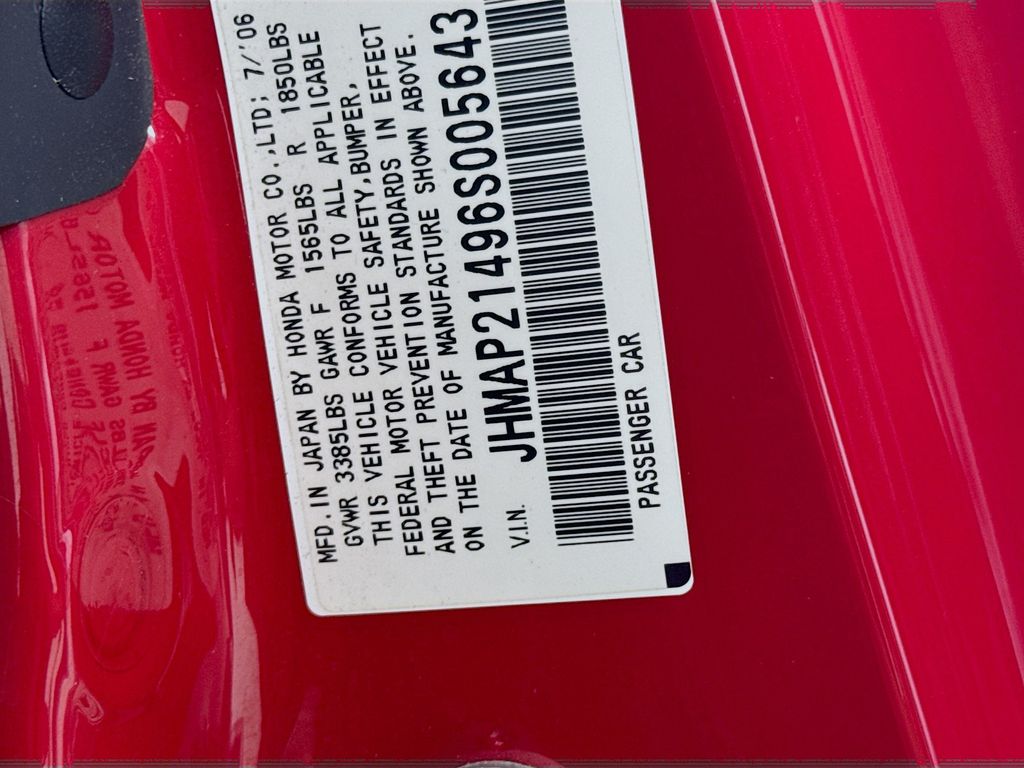 MFD. IN JAPAN BY HONDA MOTOR CO.,LTD; 7/'06
GVWR 3385LBS GAWR F 1565LBS R 1850LBS
THIS VEHICLE CONFORMS TO ALL APPLICABLE
FEDERAL MOTOR VEHICLE SAFETY,BUMPER,
AND THEFT PREVENTION STANDARDS IN EFFECT
ON THE DATE OF MANUFACTURE SHOWN ABOVE.
V.I.N. JHMAP21496S005643
PASSENGER CAR